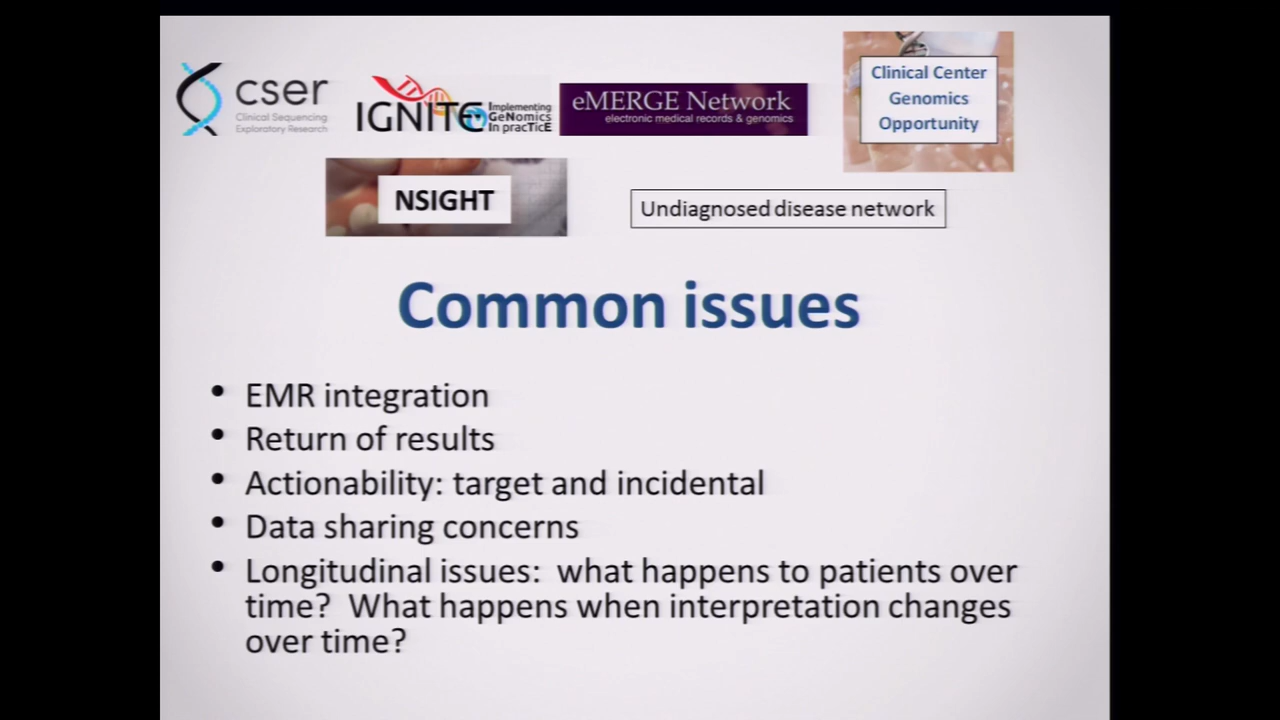 cser
Clinical Sequencing
Exploratory Research
IGNITE
Implementing
GeNomics
In pracTicE
eMERGE Network
electronic medical records & genomics
Clinical Center
Genomics
Opportunity
NSIGHT
Undiagnosed disease network
Common issues
• EMR integration
• Return of results
• Actionability: target and incidental
• Data sharing concerns
• Longitudinal issues: what happens to patients over
time? What happens when interpretation changes
over time?